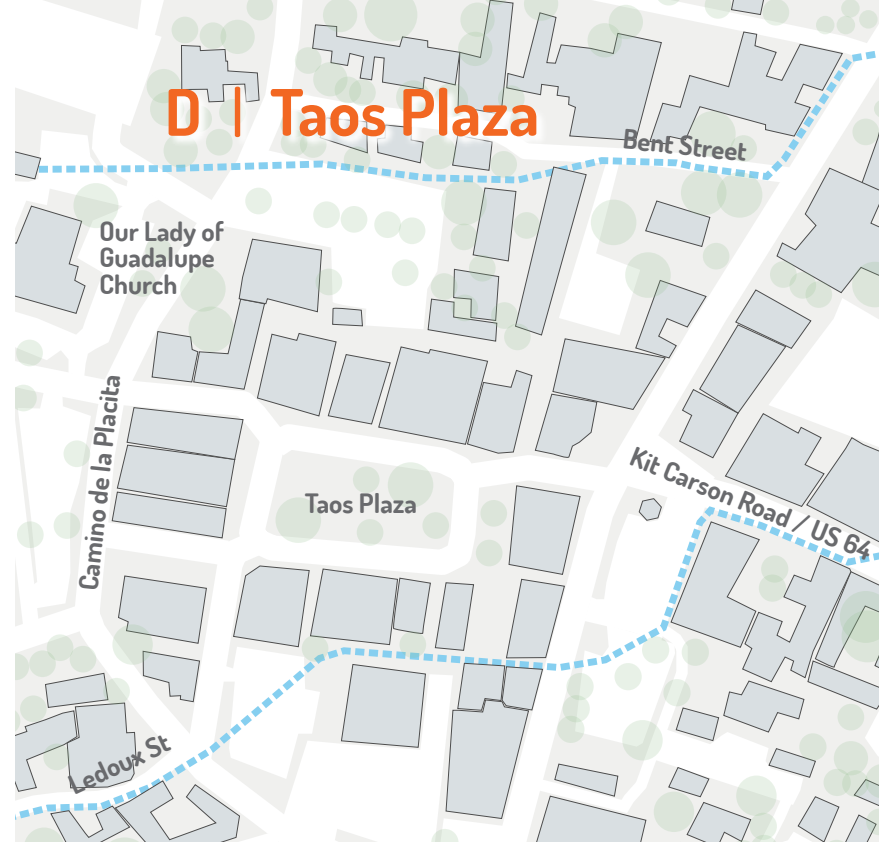 D | Taos Plaza
Bent Street
Our Lady of
Guadalupe
Church
Camino de la Placita
Kit Carson Road / US 64
Taos Plaza
Ledoux St